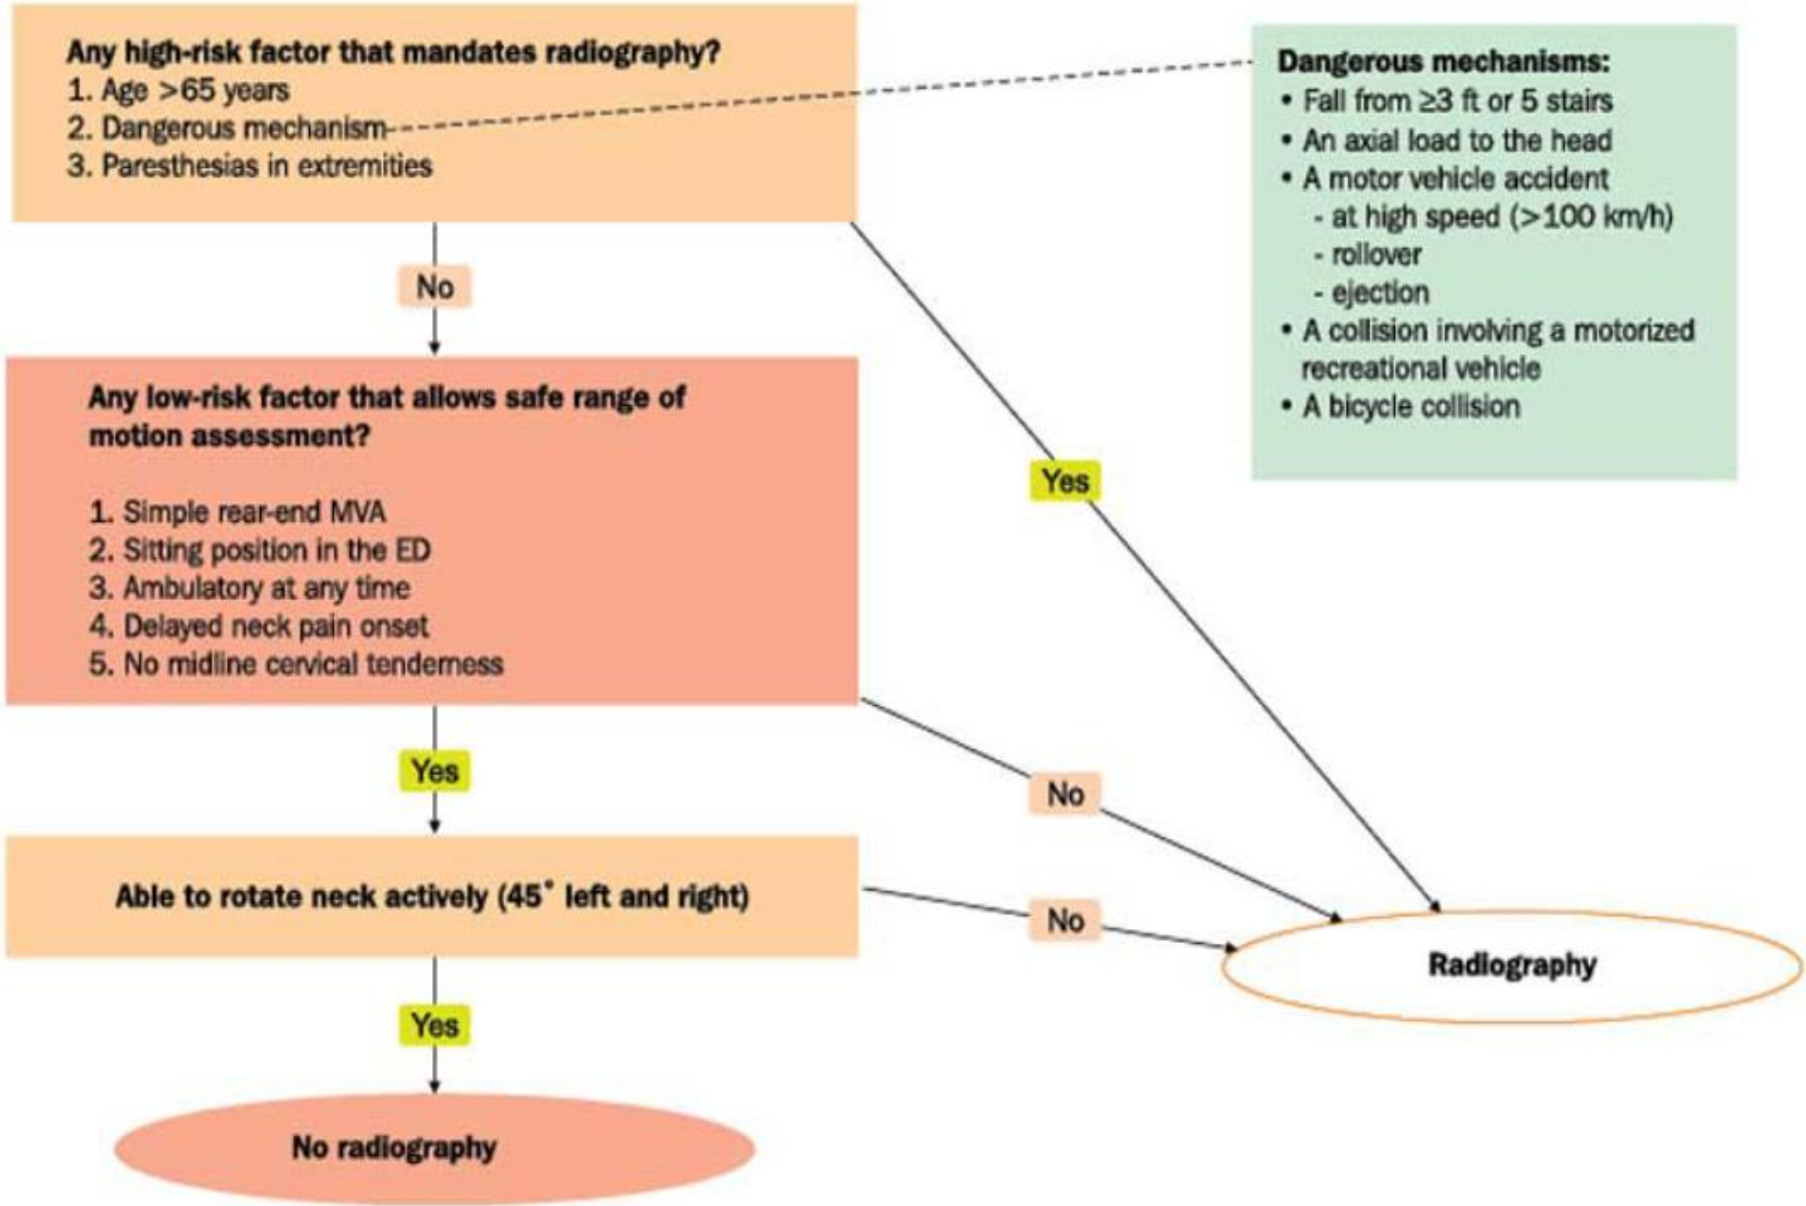 Any high-risk factor that mandates radiography?
1. Age >65 years
2. Dangerous mechanism
3. Paresthesias in extremities
Dangerous mechanisms:
• Fall from ≥3 ft or 5 stairs
• An axial load to the head
• A motor vehicle accident
- at high speed (>100 km/h)
- rollover
- ejection
• A collision involving a motorized
recreational vehicle
• A bicycle collision
No
Yes
Any low-risk factor that allows safe range of
motion assessment?
1. Simple rear-end MVA
2. Sitting position in the ED
3. Ambulatory at any time
4. Delayed neck pain onset
5. No midline cervical tenderness
Yes
No
Able to rotate neck actively (45° left and right)
No
Radiography
Yes
No radiography